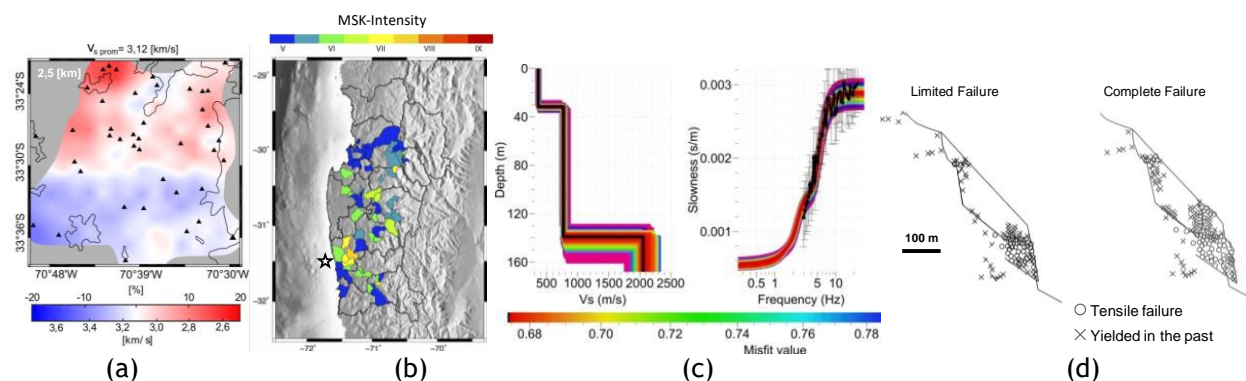 V s prom = 3,12 [km/s]
2,5 [km]
33°24'S
33°30'S
33°36'S
70°48'W 70°39'W 70°30'W
[%]
-20 -10 0 10 20
3,6 3,4 3,2 3,0 2,8 2,6
[km/ s]
(a)
MSK-Intensity
V VI VII VIII IX
-29°
-30°
-31°
-32°
-72° -71° -70°
(b)
0
40
80
120
160
Depth (m)
500 1000 1500 2000 2500
Vs (m/s)
0.003
0.002
0.001
Slowness (s/m)
0.5 1 5 10
Frequency (Hz)
0.68 0.70 0.72 0.74 0.76 0.78
Misfit value
(c)
Limited Failure
Complete Failure
100 m
Tensile failure
Yielded in the past
(d)